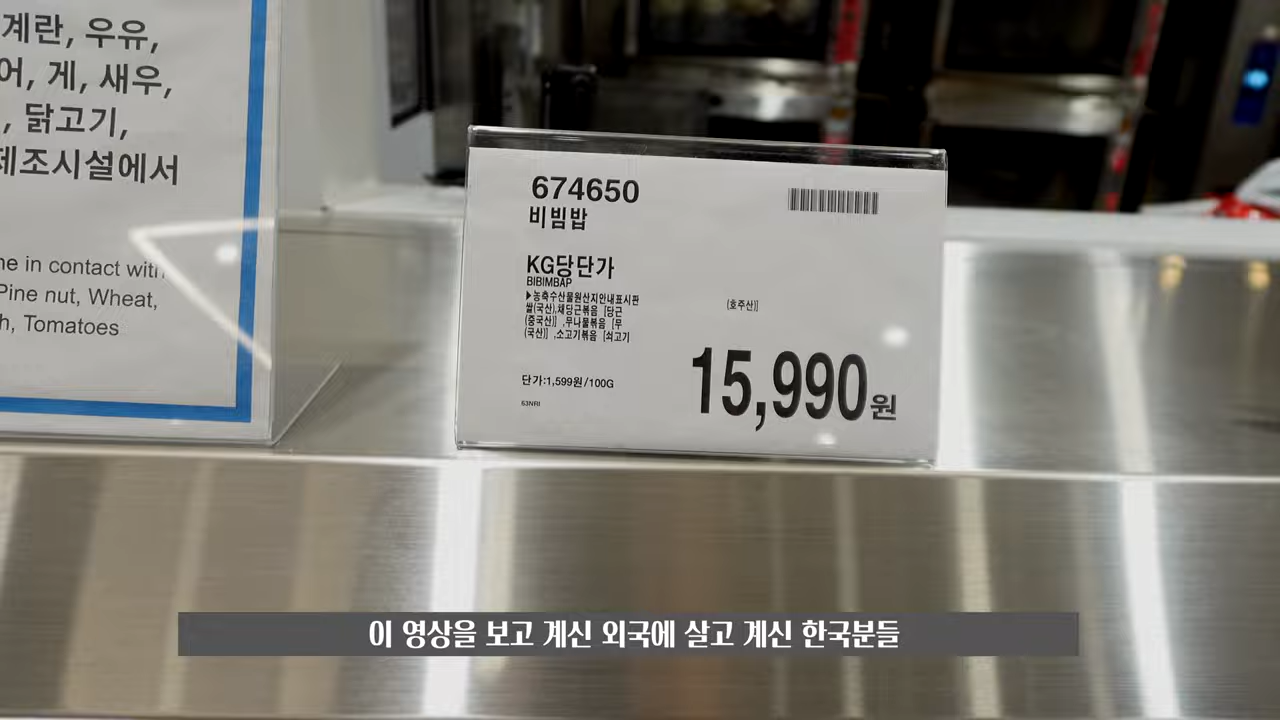 계란, 우유,
어, 게, 새우,
, 닭고기,
제조시설에서
ne in contact with
Pine nut, Wheat,
h, Tomatoes
674650
비빔밥
KG당단가
BIBIMBAP
▶농축수산물원산지안내표시판
쌀(국산),채당근볶음 [당근
(중국산)] ,무나물볶음 [무
(국산)] ,소고기볶음 [쇠고기
(호주산)]
단가:1,599원/100G
63NRI
15,990원
이 영상을 보고 계신 외국에 살고 계신 한국분들